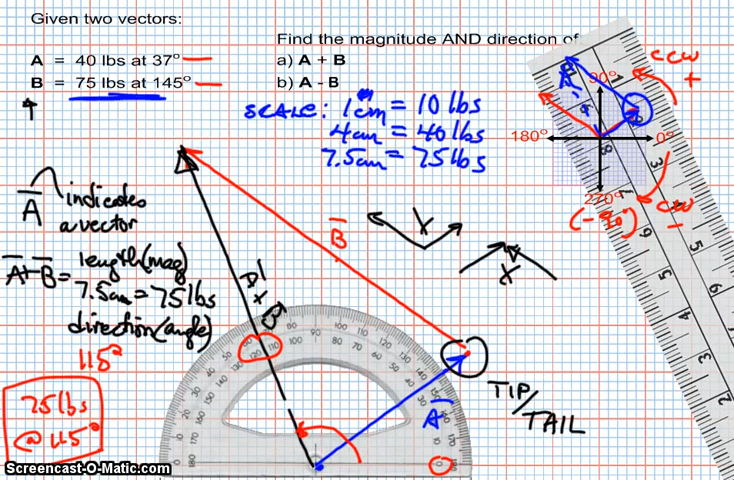 Given two vectors:
A = 40 lbs at 37°
B = 75 lbs at 145°
Find the magnitude AND direction of
a) A + B
b) A - B
SCALE: 1cm = 10 lbs
4cm = 40 lbs
7.5cm = 75 lbs
90°
180°
0°
270°
(-90°)
CCW
+
CW
-
A indicates
a vector
A+B = length(mag)
7.5cm = 75 lbs
direction(angle)
115°
75 lbs
@ 115°
B
A
TIP/
TAIL
Screencast-O-Matic.com